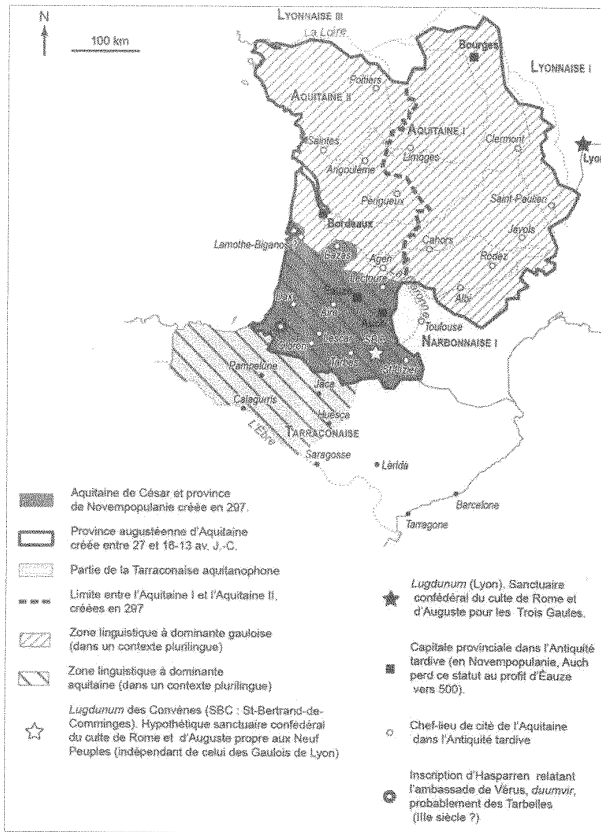 N
100 km
LYONNAISE III
La Loire
Bourges
LYONNAISE I
Poitiers
AQUITAINE II
AQUITAINE I
Saintes
Limoges
Clermont
Lyon
Angoulême
Périgueux
Saint-Paulien
Bordeaux
Javols
Lamothe-Biganos
Bazas
Cahors
Rodez
Agen
Lectoure
Albi
Dax
Aire
Toulouse
Lescar
SBC
NARBONNAISE I
Oloron
Tarbes
St-Lizier
Pampelune
Jaca
Calagurris
Huesca
L'Èbre
TARRACONAISE
Saragosse
Lérida
Barcelone
Tarragone
Aquitaine de César et province
de Novempopulanie créée en 297.
Province augustéenne d'Aquitaine
créée entre 27 et 16-13 av. J.-C.
Partie de la Tarraconaise aquitanophone
Limite entre l'Aquitaine I et l'Aquitaine II,
créées en 297
Zone linguistique à dominante gauloise
(dans un contexte plurilingue)
Zone linguistique à dominante
aquitaine (dans un contexte plurilingue)
Lugdunum des Convènes (SBC : St-Bertrand-de-
Comminges). Hypothétique sanctuaire confédéral
du culte de Rome et d'Auguste propre aux Neuf
Peuples (indépendant de celui des Gaulois de Lyon)
Lugdunum (Lyon). Sanctuaire
confédéral du culte de Rome et
d'Auguste pour les Trois Gaules.
Capitale provinciale dans l'Antiquité
tardive (en Novempopulanie, Auch
perd ce statut au profit d'Éauze
vers 500).
Chef-lieu de cité de l'Aquitaine
dans l'Antiquité tardive
Inscription d'Hasparren relatant
l'ambassade de Vérus, duumvir,
probablement des Tarbelles
(IIIe siècle ?)